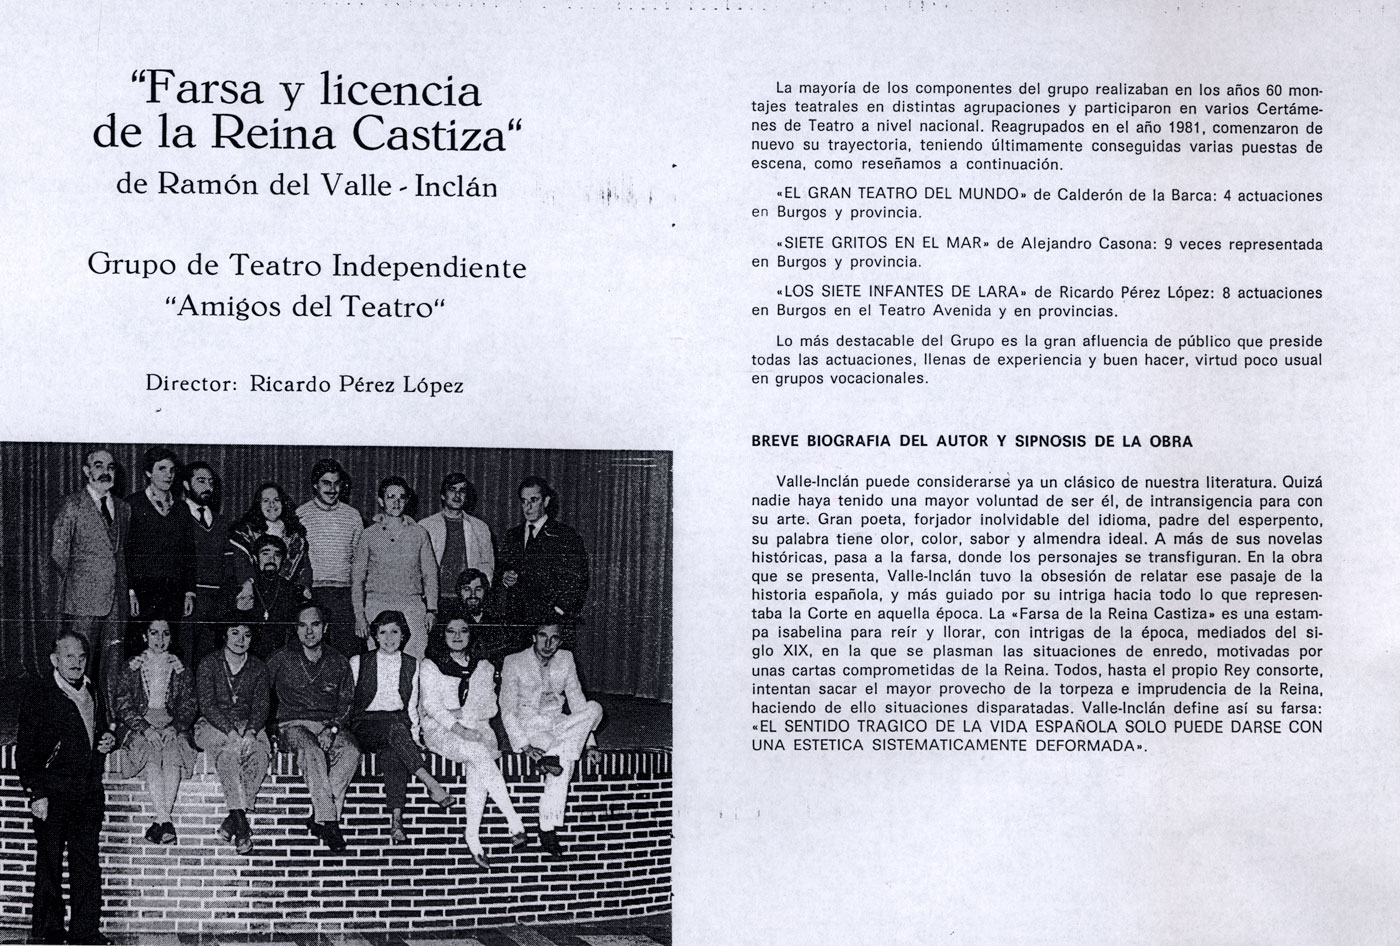 “Farsa y licencia
de la Reina Castiza“
de Ramón del Valle - Inclán
Grupo de Teatro Independiente
“Amigos del Teatro“
Director: Ricardo Pérez López
La mayoría de los componentes del grupo realizaban en los años 60 mon-
tajes teatrales en distintas agrupaciones y participaron en varios Certáme-
nes de Teatro a nivel nacional. Reagrupados en el año 1981, comenzaron de
nuevo su trayectoria, teniendo últimamente conseguidas varias puestas de
escena, como reseñamos a continuación.
«EL GRAN TEATRO DEL MUNDO» de Calderón de la Barca: 4 actuaciones
en Burgos y provincia.
«SIETE GRITOS EN EL MAR» de Alejandro Casona: 9 veces representada
en Burgos y provincia.
«LOS SIETE INFANTES DE LARA» de Ricardo Pérez López: 8 actuaciones
en Burgos en el Teatro Avenida y en provincias.
Lo más destacable del Grupo es la gran afluencia de público que preside
todas las actuaciones, llenas de experiencia y buen hacer, virtud poco usual
en grupos vocacionales.
BREVE BIOGRAFIA DEL AUTOR Y SIPNOSIS DE LA OBRA
Valle-Inclán puede considerarse ya un clásico de nuestra literatura. Quizá
nadie haya tenido una mayor voluntad de ser él, de intransigencia para con
su arte. Gran poeta, forjador inolvidable del idioma, padre del esperpento,
su palabra tiene olor, color, sabor y almendra ideal. A más de sus novelas
históricas, pasa a la farsa, donde los personajes se transfiguran. En la obra
que se presenta, Valle-Inclán tuvo la obsesión de relatar ese pasaje de la
historia española, y más guiado por su intriga hacia todo lo que represen-
taba la Corte en aquella época. La «Farsa de la Reina Castiza» es una estam-
pa isabelina para reír y llorar, con intrigas de la época, mediados del si-
glo XIX, en la que se plasman las situaciones de enredo, motivadas por
unas cartas comprometidas de la Reina. Todos, hasta el propio Rey consorte,
intentan sacar el mayor provecho de la torpeza e imprudencia de la Reina,
haciendo de ello situaciones disparatadas. Valle-Inclán define así su farsa:
«EL SENTIDO TRAGICO DE LA VIDA ESPAÑOLA SOLO PUEDE DARSE CON
UNA ESTETICA SISTEMATICAMENTE DEFORMADA».